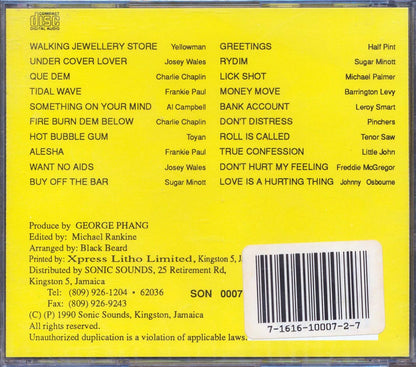 COMPACT
disc
DIGITAL AUDIO
WALKING JEWELLERY STORE Yellowman
UNDER COVER LOVER Josey Wales
QUE DEM Charlie Chaplin
TIDAL WAVE Frankie Paul
SOMETHING ON YOUR MIND Al Campbell
FIRE BURN DEM BELOW Charlie Chaplin
HOT BUBBLE GUM Toyan
ALESHA Frankie Paul
WANT NO AIDS Josey Wales
BUY OFF THE BAR Sugar Minott
GREETINGS Half Pint
RYDIM Sugar Minott
LICK SHOT Michael Palmer
MONEY MOVE Barrington Levy
BANK ACCOUNT Leroy Smart
DON'T DISTRESS Pinchers
ROLL IS CALLED Tenor Saw
TRUE CONFESSION Little John
DON'T HURT MY FEELING Freddie McGregor
LOVE IS A HURTING THING Johnny Osbourne
Produce by GEORGE PHANG
Edited by: Michael Rankine
Arranged by: Black Beard
Printed by: Xpress Litho Limited, Kingston 5, Ja
Distributed by SONIC SOUNDS, 25 Retirement Rd,
Kingston 5, Jamaica
Tel: (809) 926-1204 • 62036
Fax: (809) 926-9243
SON 0007
(C) (P) 1990 Sonic Sounds, Kingston, Jamaica
All rights reserved.
Unauthorized duplication is a violation of applicable laws.
7-1616-10007-2-7